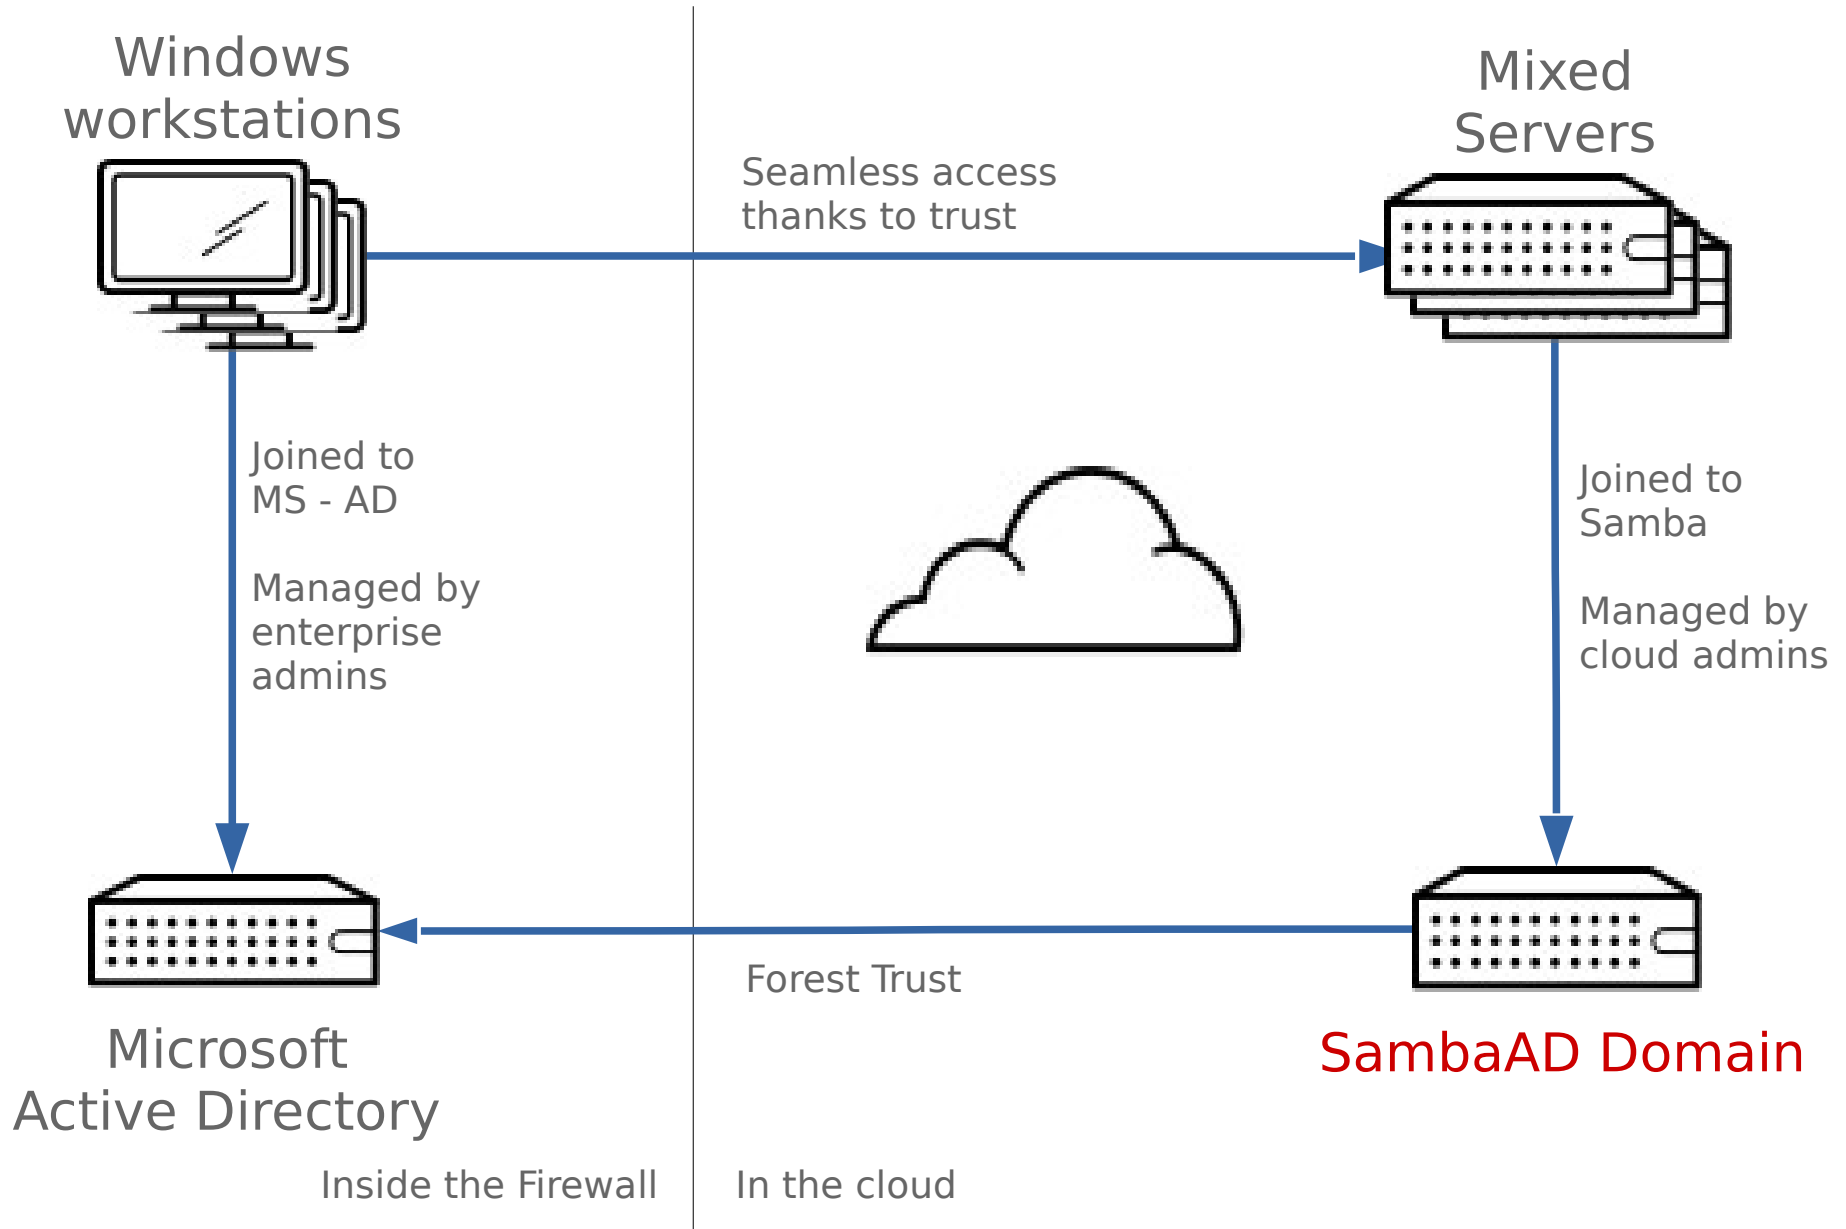 Windows
workstations
Mixed
Servers
Seamless access
thanks to trust
Joined to
MS - AD
Managed by
enterprise
admins
Joined to
Samba
Managed by
cloud admins
Forest Trust
Microsoft
Active Directory
SambaAD Domain
Inside the Firewall
In the cloud